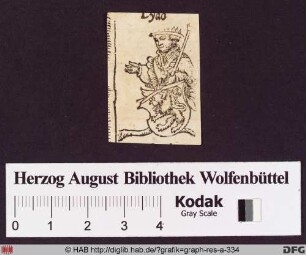 Lyas
Herzog August Bibliothek Wolfenbüttel
0 1 2 3 4
Kodak
Gray Scale
© HAB http://diglib.hab.de/?grafik=graph-res-a-334
DFG